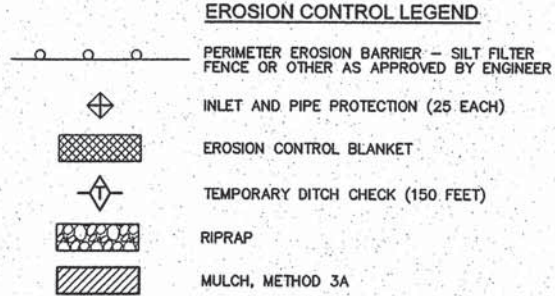 EROSION CONTROL LEGEND
PERIMETER EROSION BARRIER – SILT FILTER
FENCE OR OTHER AS APPROVED BY ENGINEER
INLET AND PIPE PROTECTION (25 EACH)
EROSION CONTROL BLANKET
T TEMPORARY DITCH CHECK (150 FEET)
RIPRAP
MULCH, METHOD 3A